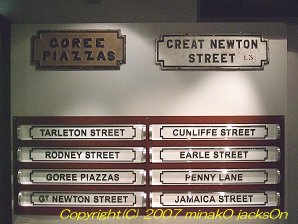 GOREE
PIAZZAS
GREAT NEWTON
STREET L.3
TARLETON STREET
CUNLIFFE STREET
RODNEY STREET
EARLE STREET
GOREE PIAZZAS
PENNY LANE
GT NEWTON STREET
JAMAICA STREET
Copyright(C) 2007 minakO jacksOn